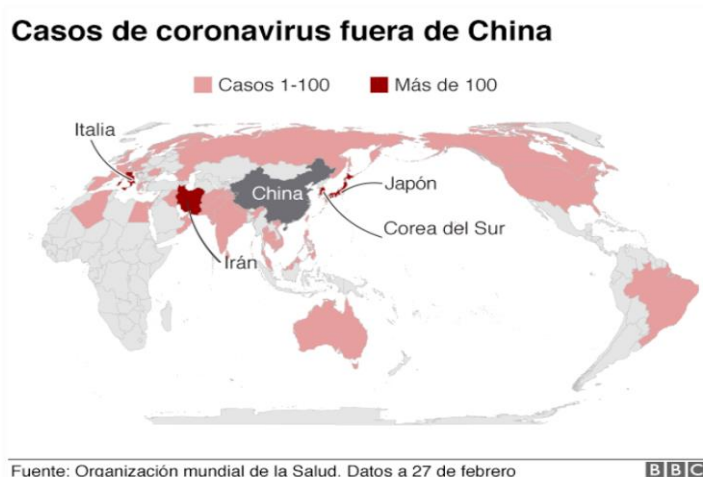 Casos de coronavirus fuera de China
Casos 1-100
Más de 100
Italia
China
Japón
Corea del Sur
Irán
Fuente: Organización mundial de la Salud. Datos a 27 de febrero
BBC